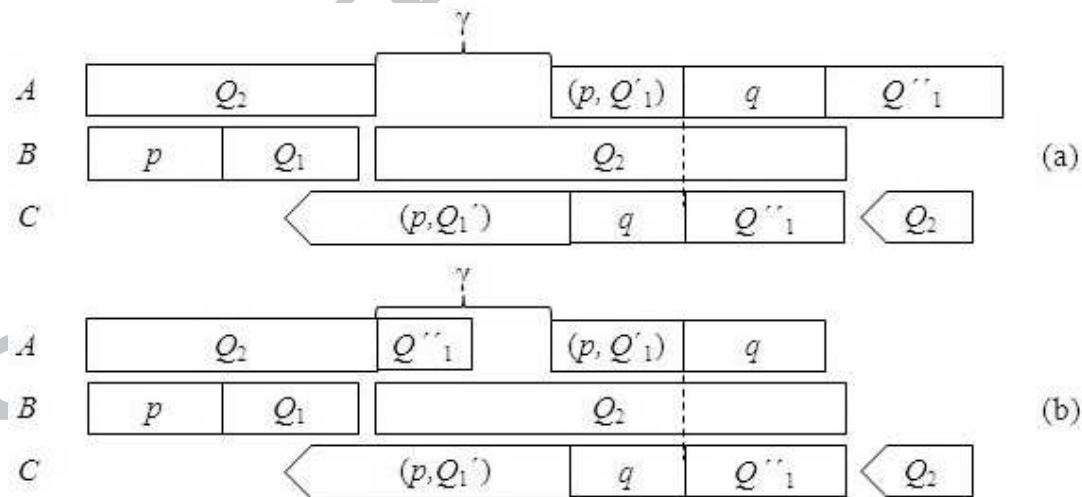 γ
A Q₂ (p, Q´₁) q Q´´₁
B p Q₁ Q₂ (a)
C (p,Q₁´) q Q´´₁ Q₂
γ
A Q₂ Q´´₁ (p, Q´₁) q
B p Q₁ Q₂ (b)
C (p,Q₁´) q Q´´₁ Q₂